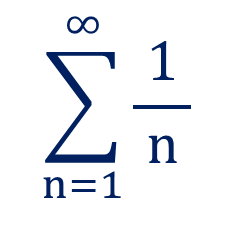 ∞
∑ 1/n
n=1